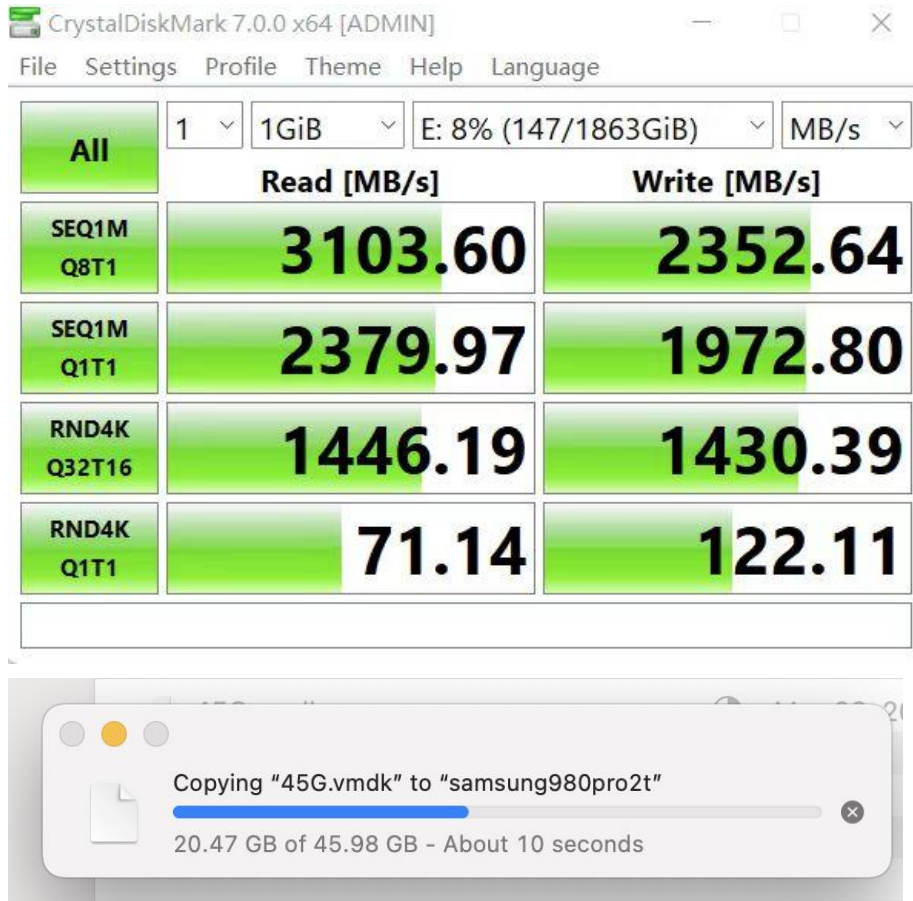 CrystalDiskMark 7.0.0 x64 [ADMIN]
File Settings Profile Theme Help Language
All 1 1GiB E: 8% (147/1863GiB) MB/s
Read [MB/s] Write [MB/s]
SEQ1M
Q8T1
3103.60 2352.64
SEQ1M
Q1T1
2379.97 1972.80
RND4K
Q32T16
1446.19 1430.39
RND4K
Q1T1
71.14 122.11
Copying “45G.vmdk” to “samsung980pro2t”
20.47 GB of 45.98 GB - About 10 seconds